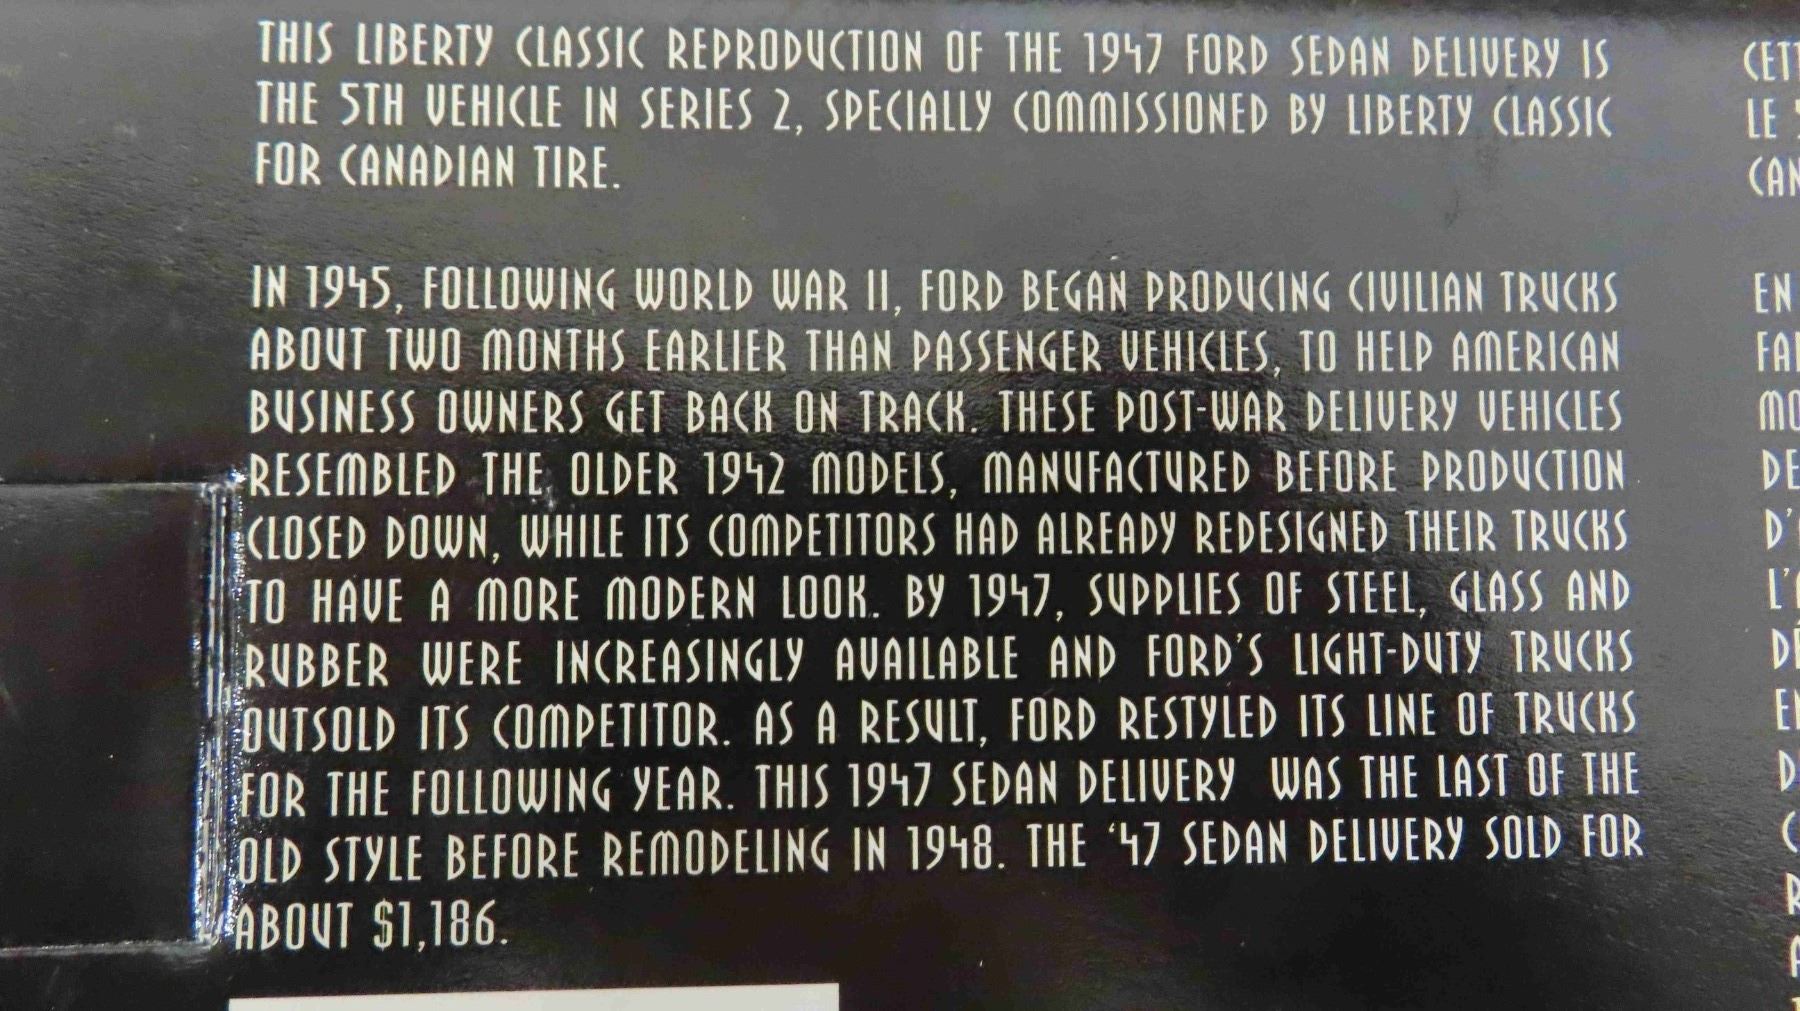 THIS LIBERTY CLASSIC REPRODUCTION OF THE 1947 FORD SEDAN DELIVERY IS
THE 5TH VEHICLE IN SERIES 2, SPECIALLY COMMISSIONED BY LIBERTY CLASSIC
FOR CANADIAN TIRE.
IN 1945, FOLLOWING WORLD WAR II, FORD BEGAN PRODUCING CIVILIAN TRUCKS
ABOUT TWO MONTHS EARLIER THAN PASSENGER VEHICLES, TO HELP AMERICAN
BUSINESS OWNERS GET BACK ON TRACK. THESE POST-WAR DELIVERY VEHICLES
RESEMBLED THE OLDER 1942 MODELS, MANUFACTURED BEFORE PRODUCTION
CLOSED DOWN, WHILE ITS COMPETITORS HAD ALREADY REDESIGNED THEIR TRUCKS
TO HAVE A MORE MODERN LOOK. BY 1947, SUPPLIES OF STEEL, GLASS AND
RUBBER WERE INCREASINGLY AVAILABLE AND FORD'S LIGHT-DUTY TRUCKS
OUTSOLD ITS COMPETITOR. AS A RESULT, FORD RESTYLED ITS LINE OF TRUCKS
FOR THE FOLLOWING YEAR. THIS 1947 SEDAN DELIVERY WAS THE LAST OF THE
OLD STYLE BEFORE REMODELING IN 1948. THE '47 SEDAN DELIVERY SOLD FOR
ABOUT $1,186.
LE
EN